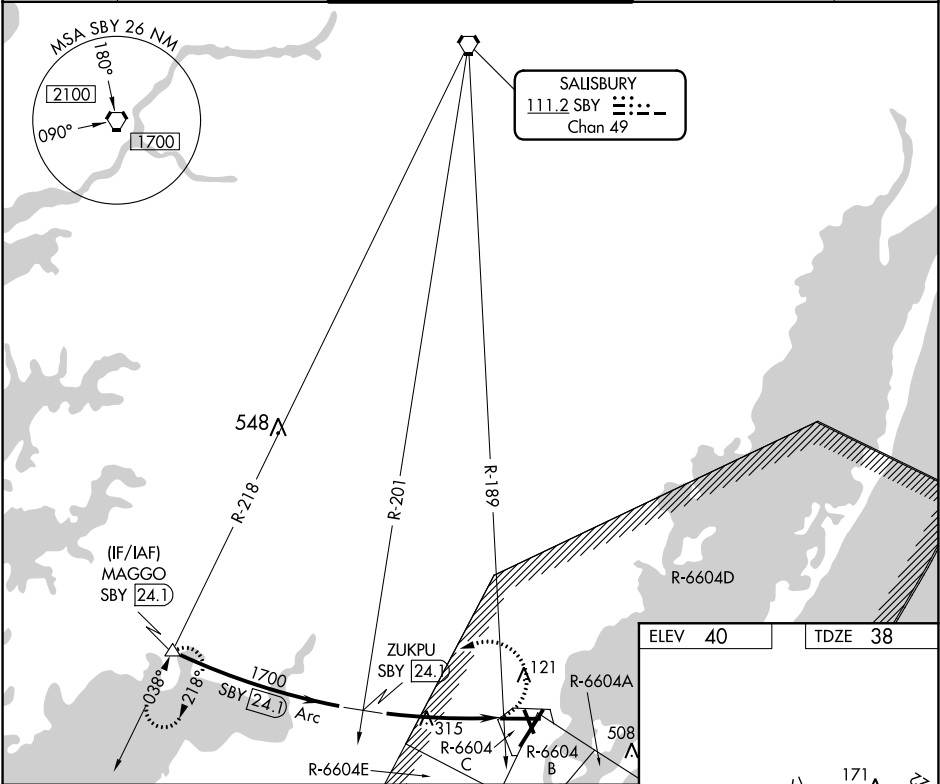 MSA SBY 26 NM
180°
2100
090°
1700
SALISBURY
111.2 SBY
Chan 49
548
R-218
R-201
R-189
(IF/IAF)
MAGGO
SBY 24.1
R-6604D
ELEV 40
TDZE 38
038°
218°
1700
SBY 24.1 Arc
ZUKPU
SBY 24.1
121
R-6604A
315
R-6604
C
R-6604
B
508
R-6604E
171
22